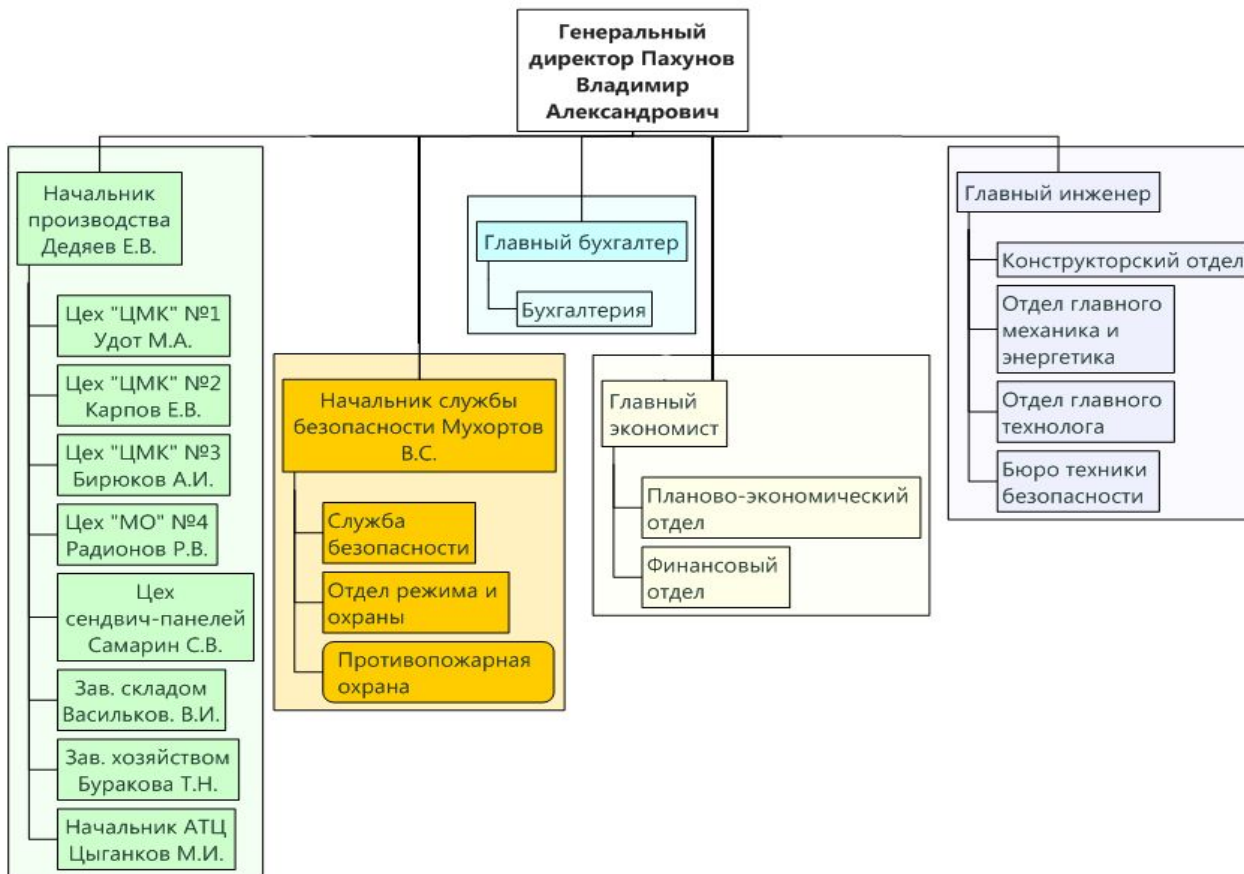 Генеральный
директор Пахунов
Владимир
Александрович
Начальник
производства
Дедяев Е.В.
Цех "ЦМК" №1
Удот М.А.
Цех "ЦМК" №2
Карпов Е.В.
Цех "ЦМК" №3
Бирюков А.И.
Цех "МО" №4
Радионов Р.В.
Цех
сендвич-панелей
Самарин С.В.
Зав. складом
Васильков. В.И.
Зав. хозяйством
Буракова Т.Н.
Начальник АТЦ
Цыганков М.И.
Начальник службы
безопасности Мухортов
В.С.
Служба
безопасности
Отдел режима и
охраны
Противопожарная
охрана
Главный бухгалтер
Бухгалтерия
Главный
экономист
Планово-экономический
отдел
Финансовый
отдел
Главный инженер
Конструкторский отдел
Отдел главного
механика и
энергетика
Отдел главного
технолога
Бюро техники
безопасности